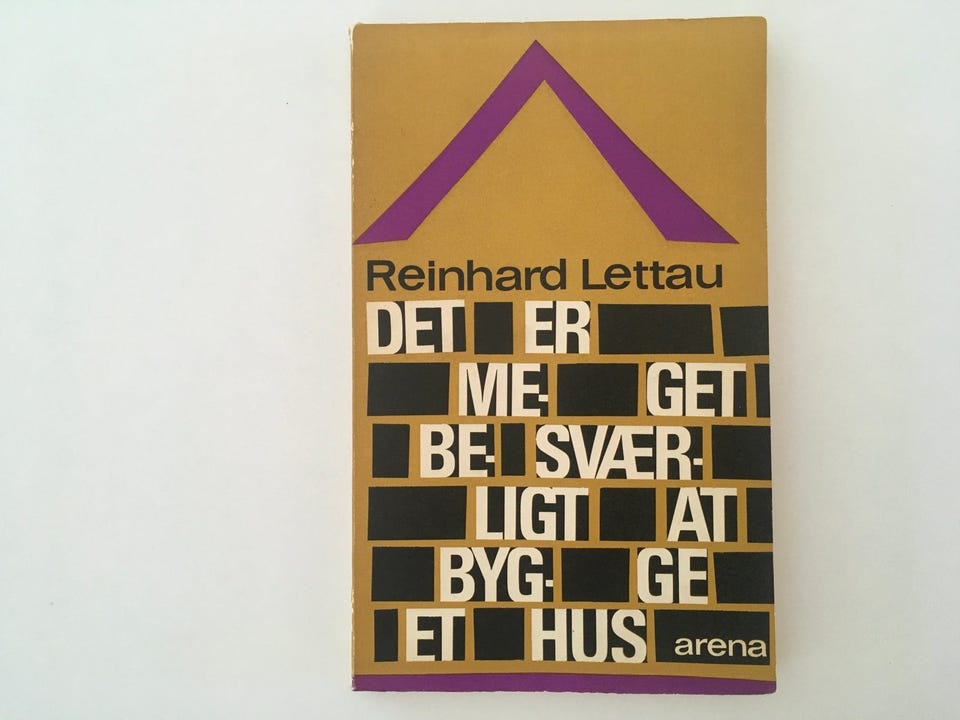 Reinhard Lettau
DET ER
ME- GET
BE- SVÆR-
LIGT AT
BYG- GE
ET HUS
arena